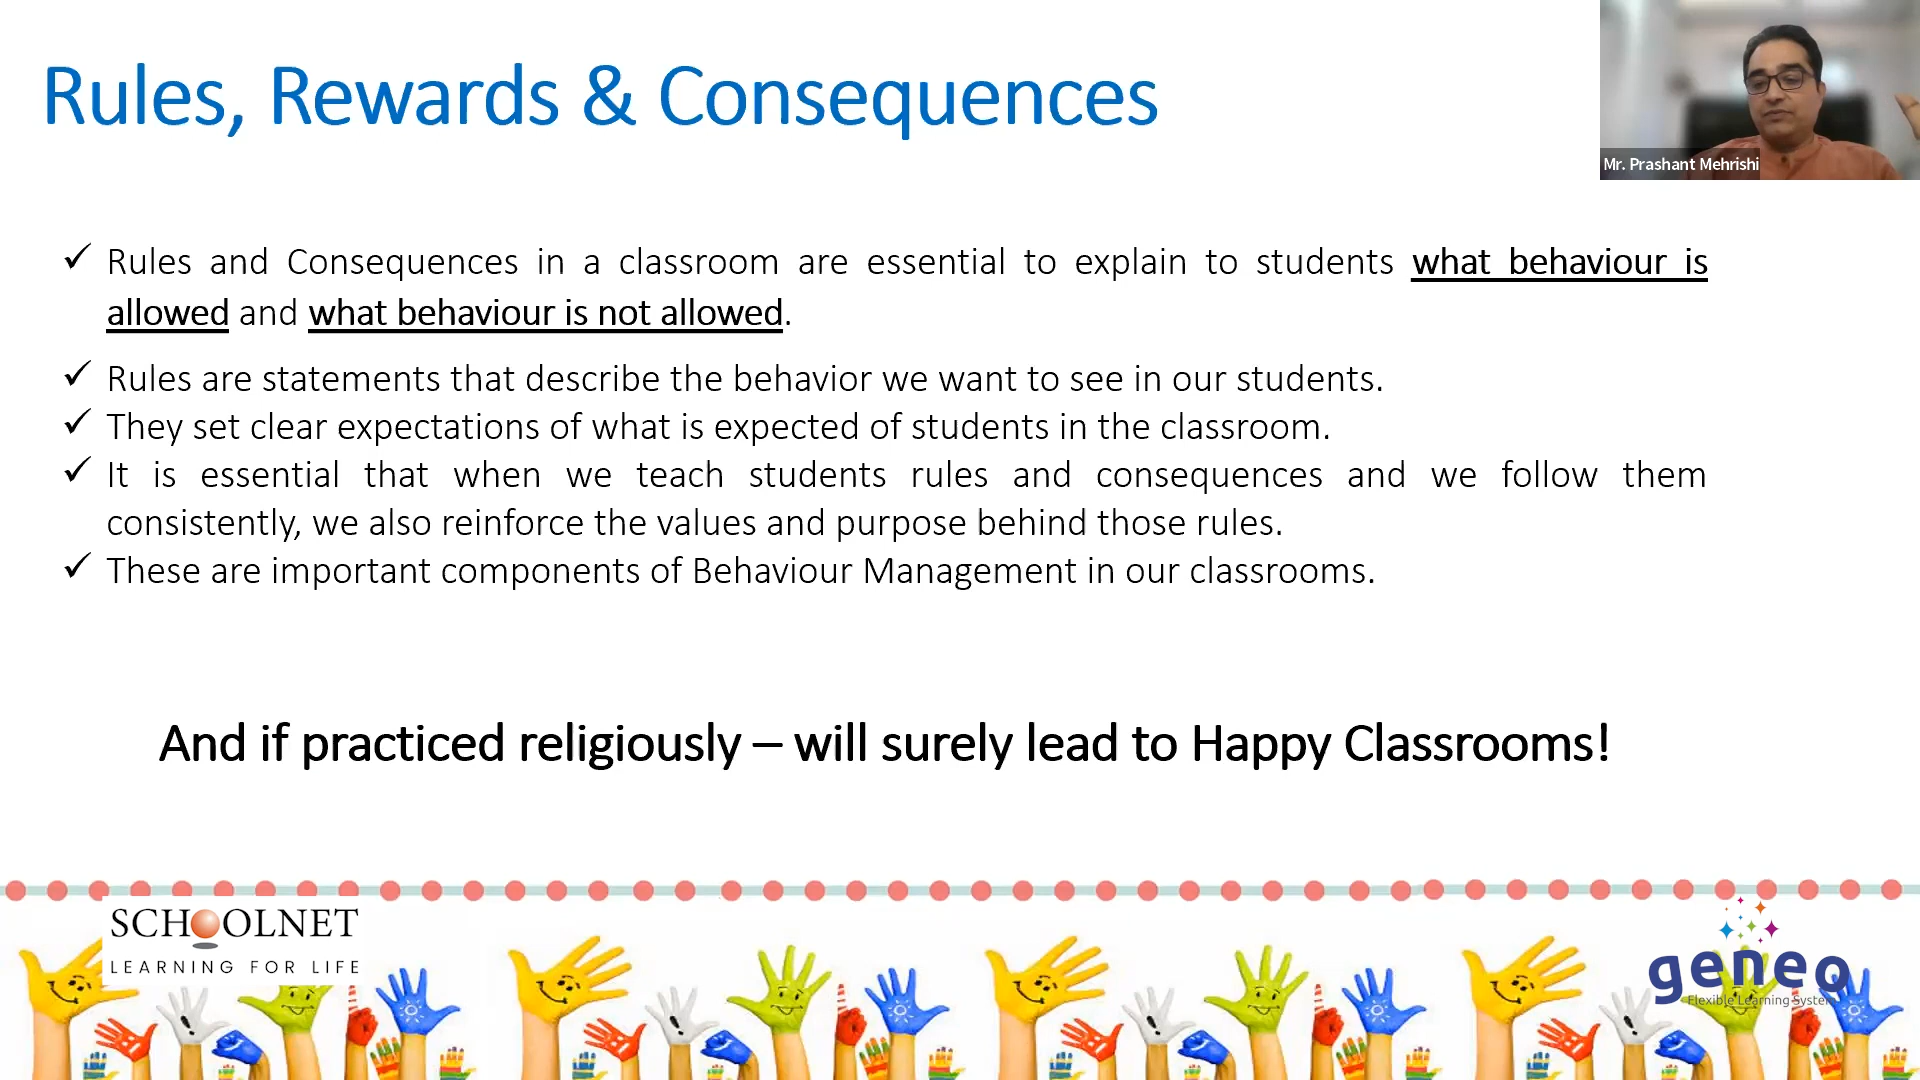 Rules, Rewards & Consequences
Mr. Prashant Mehrishi
✓ Rules and Consequences in a classroom are essential to explain to students what behaviour is
allowed and what behaviour is not allowed.
✓ Rules are statements that describe the behavior we want to see in our students.
✓ They set clear expectations of what is expected of students in the classroom.
✓ It is essential that when we teach students rules and consequences and we follow them
consistently, we also reinforce the values and purpose behind those rules.
✓ These are important components of Behaviour Management in our classrooms.
And if practiced religiously – will surely lead to Happy Classrooms!
SCHOOLNET
LEARNING FOR LIFE
geneo
Flexible Learning System